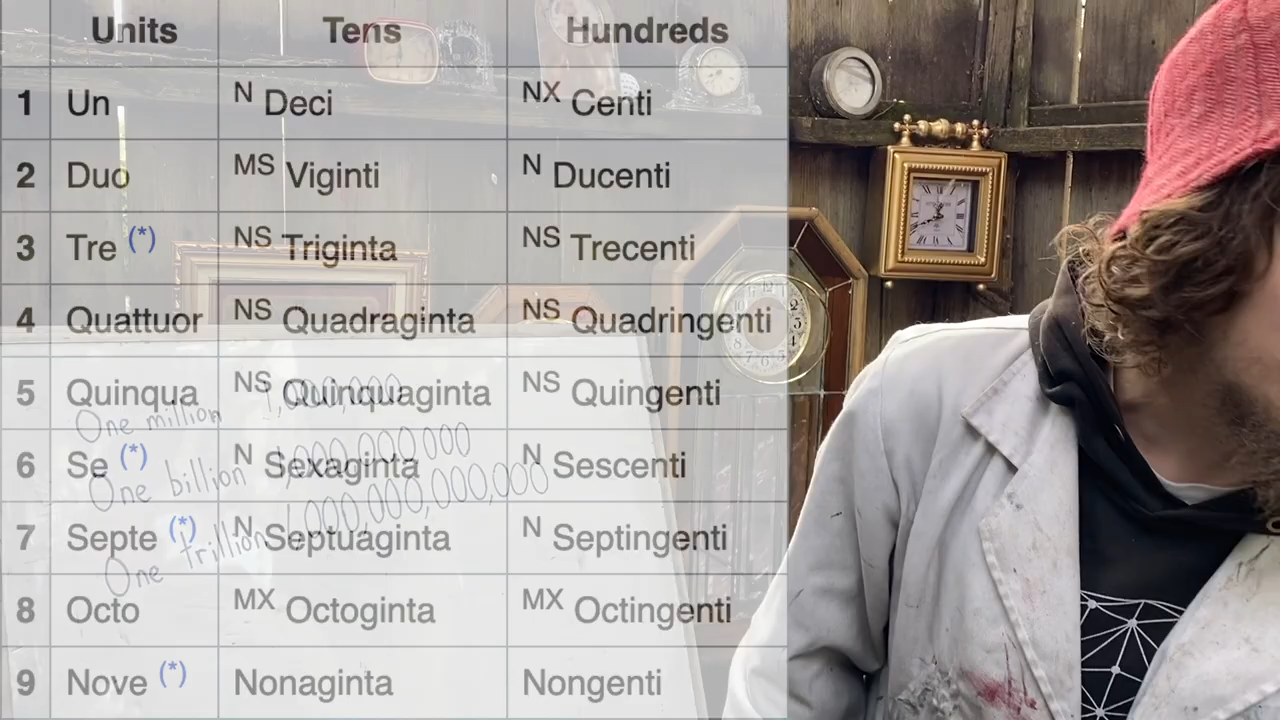 Units Tens Hundreds
1 Un N Deci NX Centi
2 Duo MS Viginti N Ducenti
3 Tre (*) NS Triginta NS Trecenti
4 Quattuor NS Quadraginta NS Quadringenti
5 Quinqua NS Quinquaginta NS Quingenti
One million 1,000,000
6 Se (*) N Sexaginta N Sescenti
One billion 1,000,000,000
7 Septe (*) N Septuaginta N Septingenti
One trillion 1,000,000,000,000
8 Octo MX Octoginta MX Octingenti
9 Nove (*) Nonaginta Nongenti